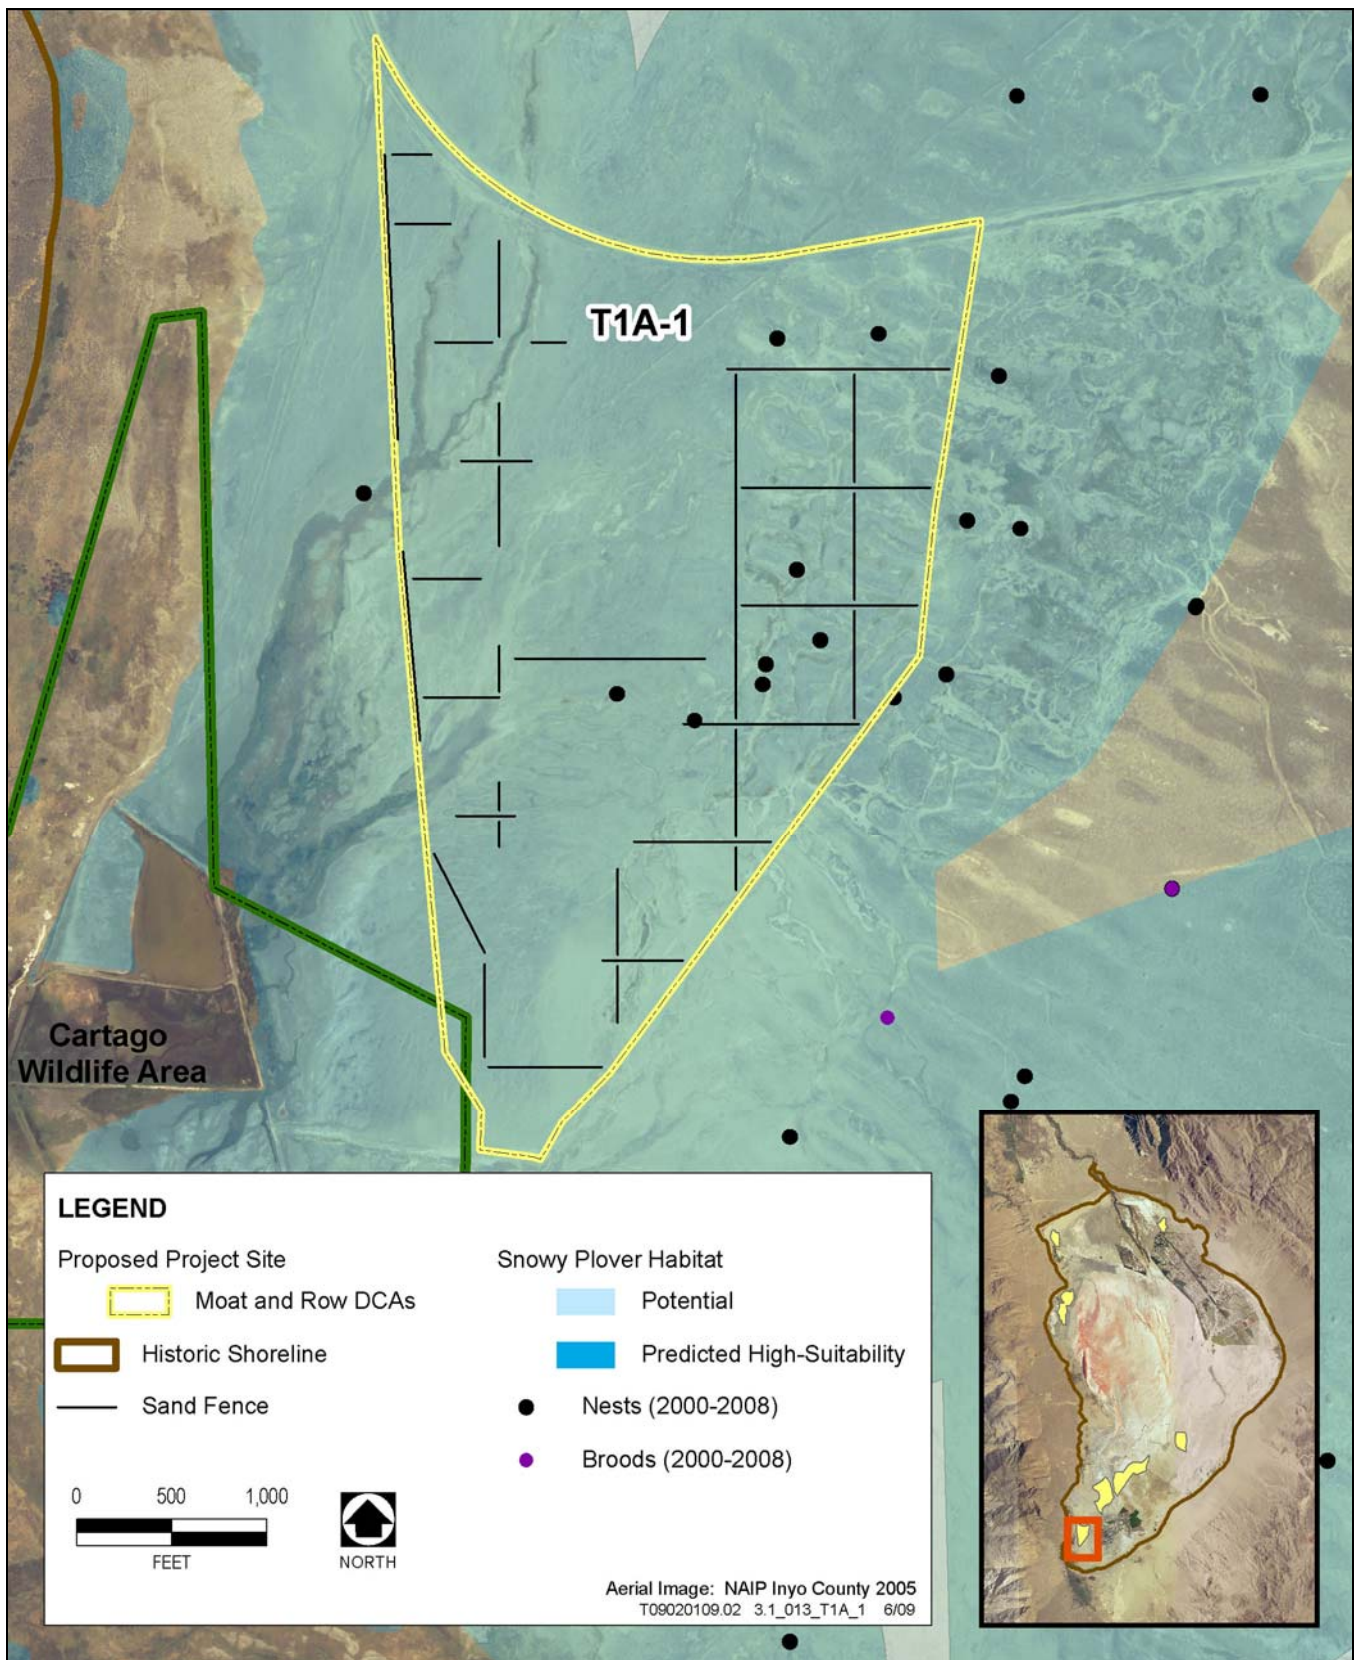 T1A-1
Cartago
Wildlife Area
LEGEND
Proposed Project Site
Moat and Row DCAs
Historic Shoreline
Sand Fence
Snowy Plover Habitat
Potential
Predicted High-Suitability
Nests (2000-2008)
Broods (2000-2008)
0 500 1,000
FEET
NORTH
Aerial Image: NAIP Inyo County 2005
T09020109.02 3.1_013_T1A_1 6/09